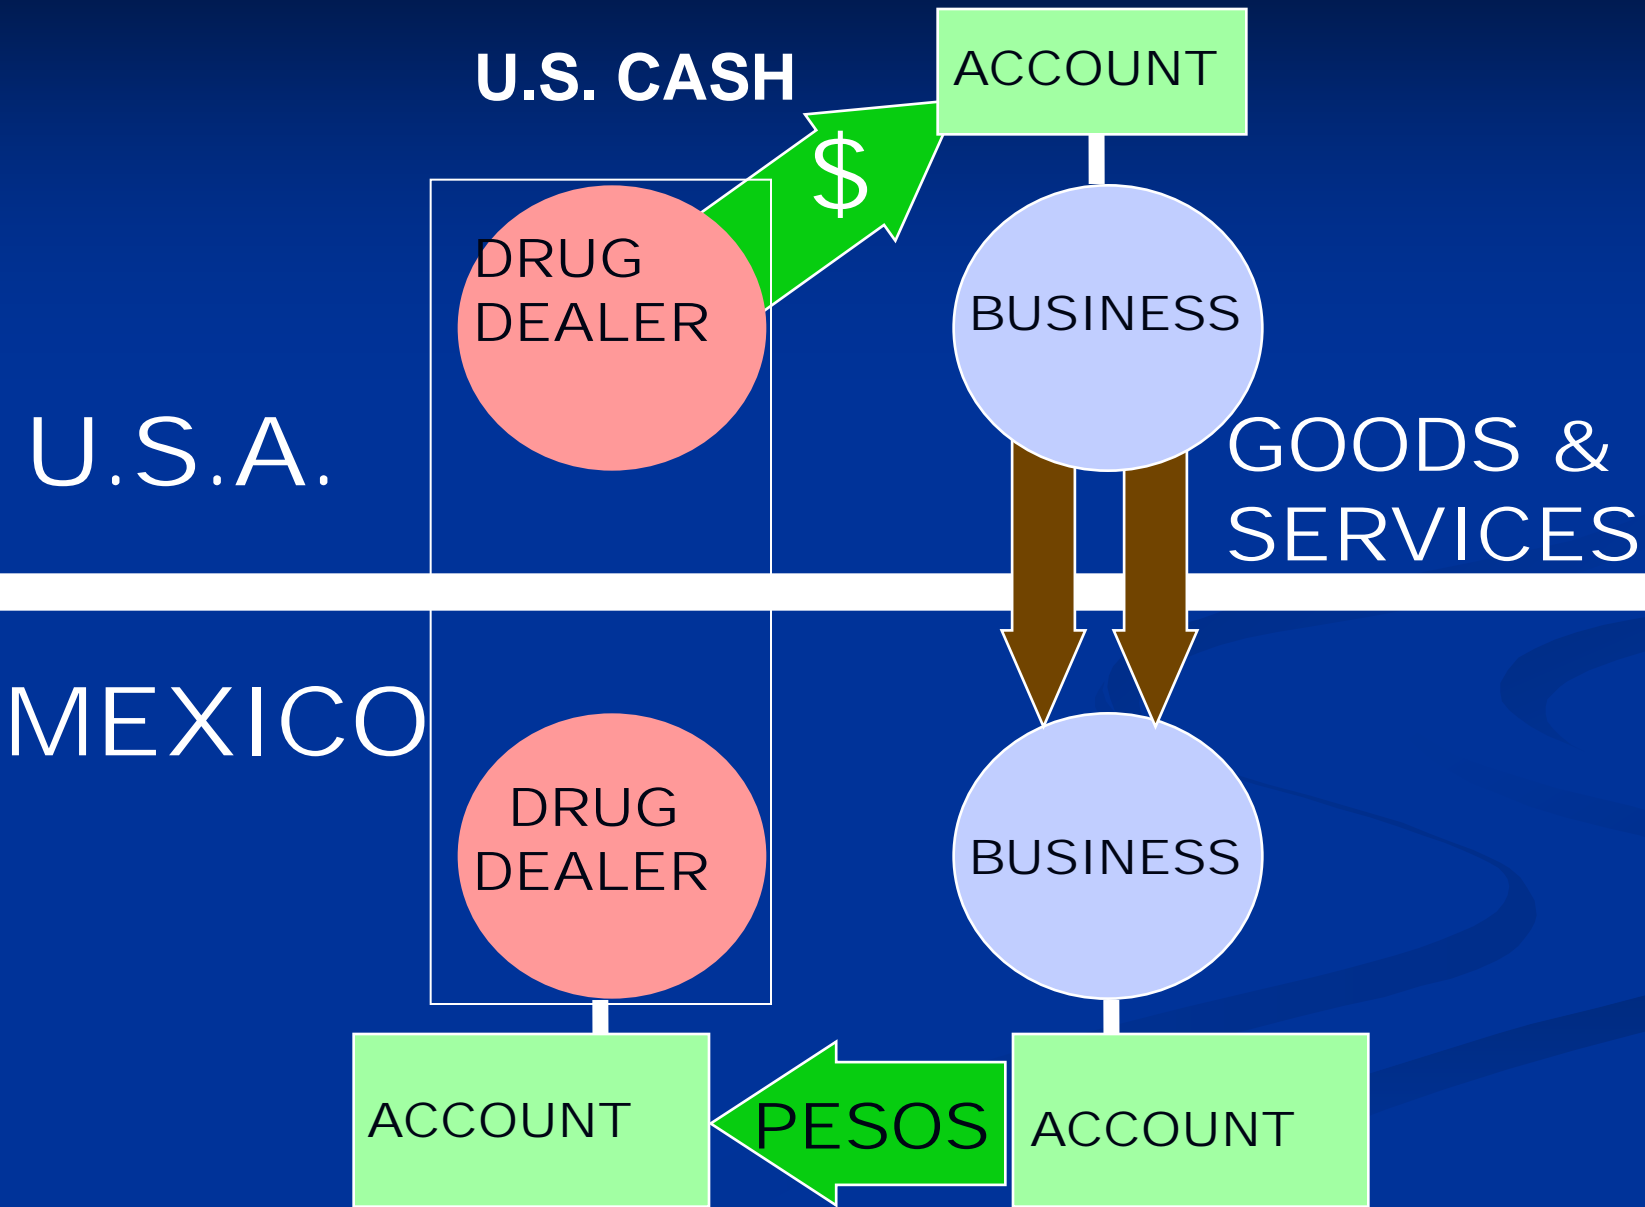 U.S. CASH
ACCOUNT
$
DRUG
DEALER
BUSINESS
U.S.A.
GOODS &
SERVICES
MEXICO
DRUG
DEALER
BUSINESS
ACCOUNT
PESOS
ACCOUNT